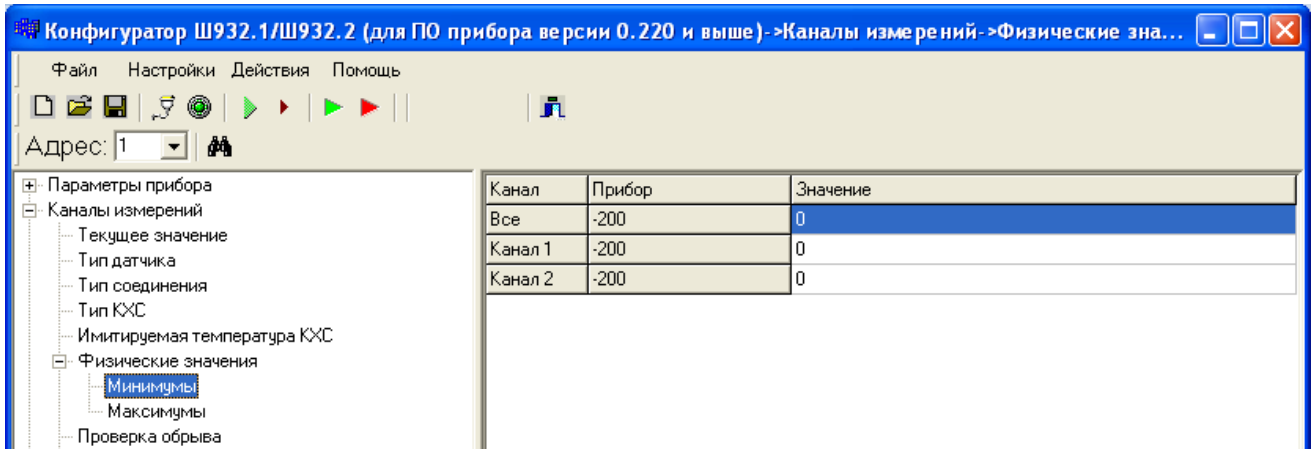 Конфигуратор Ш932.1/Ш932.2 (для ПО прибора версии 0.220 и выше)->Каналы измерений->Физические зна...
Файл Настройки Действия Помощь
Адрес: 1
Параметры прибора
Каналы измерений
Текущее значение
Тип датчика
Тип соединения
Тип КХС
Имитируемая температура КХС
Физические значения
Минимумы
Максимумы
Проверка обрыва
Канал Прибор Значение
Все -200 0
Канал 1 -200 0
Канал 2 -200 0